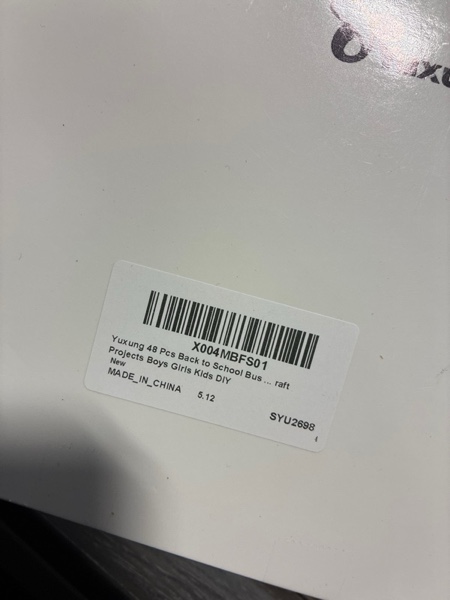 X004MBFS01
Yuxung 48 Pcs Back to School Bus ... raft
Projects Boys Girls Kids DIY
New
MADE_IN_CHINA 5.12
SYU2698